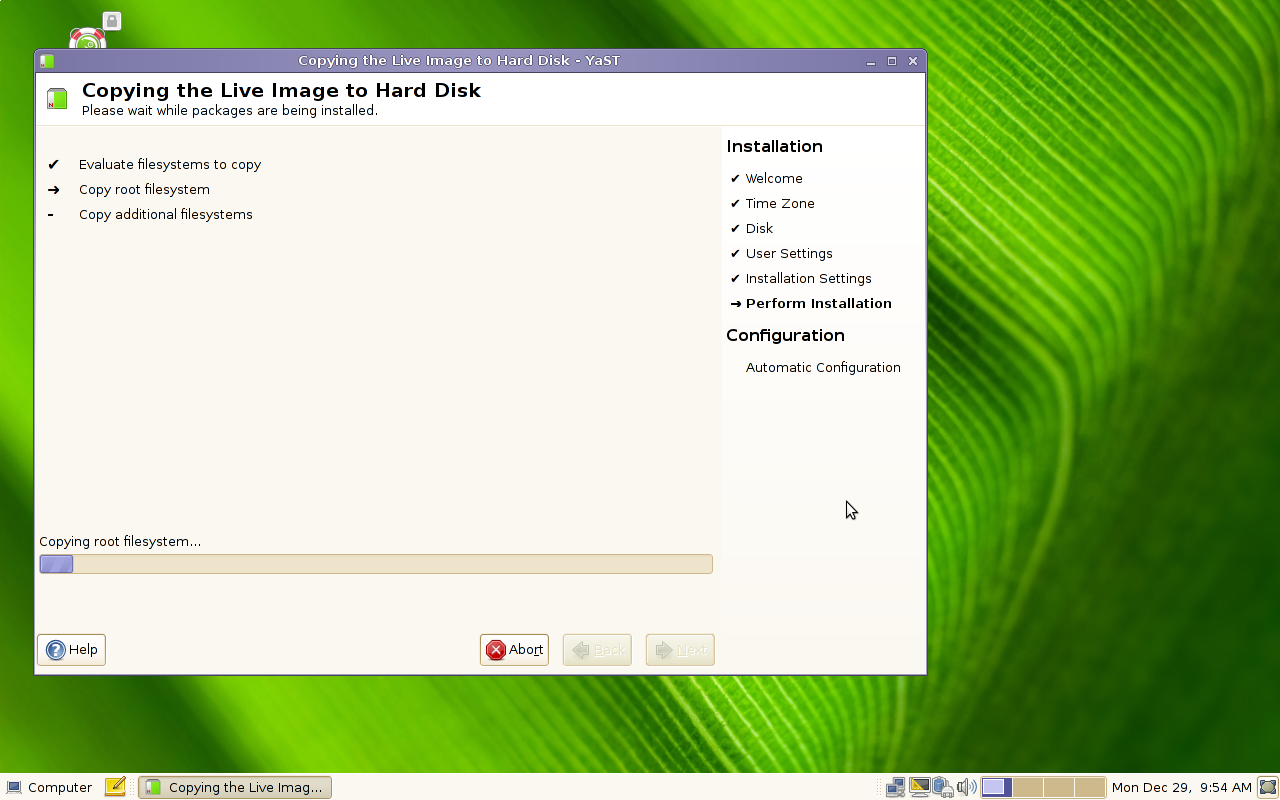 Copying the Live Image to Hard Disk - YaST
Copying the Live Image to Hard Disk
Please wait while packages are being installed.
✔ Evaluate filesystems to copy
➔ Copy root filesystem
- Copy additional filesystems
Installation
✔ Welcome
✔ Time Zone
✔ Disk
✔ User Settings
✔ Installation Settings
➔ Perform Installation
Configuration
Automatic Configuration
Copying root filesystem...
Help
Abort
Back
Next
Computer
Copying the Live Imag...
Mon Dec 29, 9:54 AM